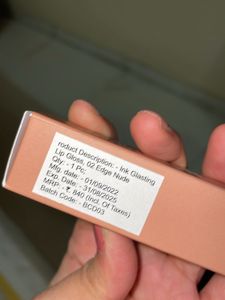 roduct Description: - Ink Glasting
Lip Gloss, 02 Edge Nude
Qty: - 1 Pc:
Mfg. date: - 01/09/2022
Exp. Date: - 31/08/2025
MRP: - ₹ 840 (Incl. Of Taxes)
Batch Code: - BCD03